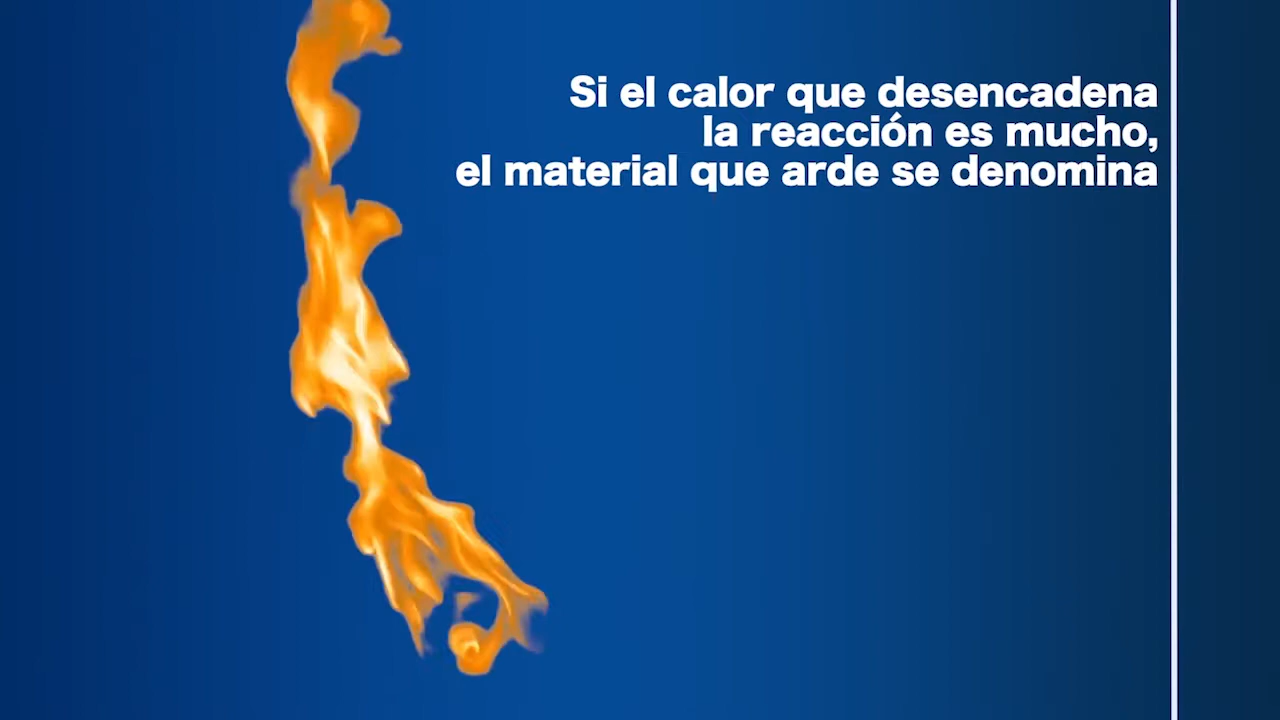 Si el calor que desencadena
la reacción es mucho,
el material que arde se denomina